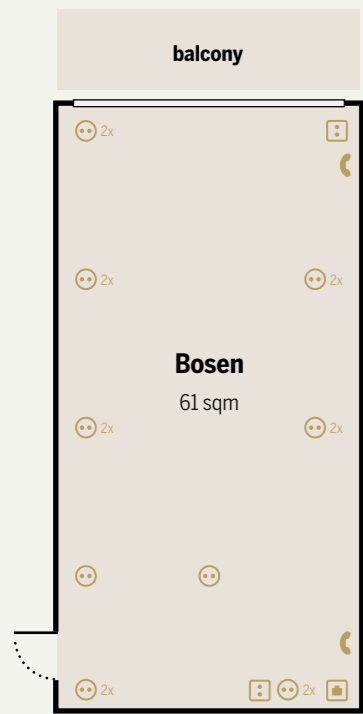 balcony
2x
2x 2x
Bosen
61 sqm
2x 2x
2x 2x